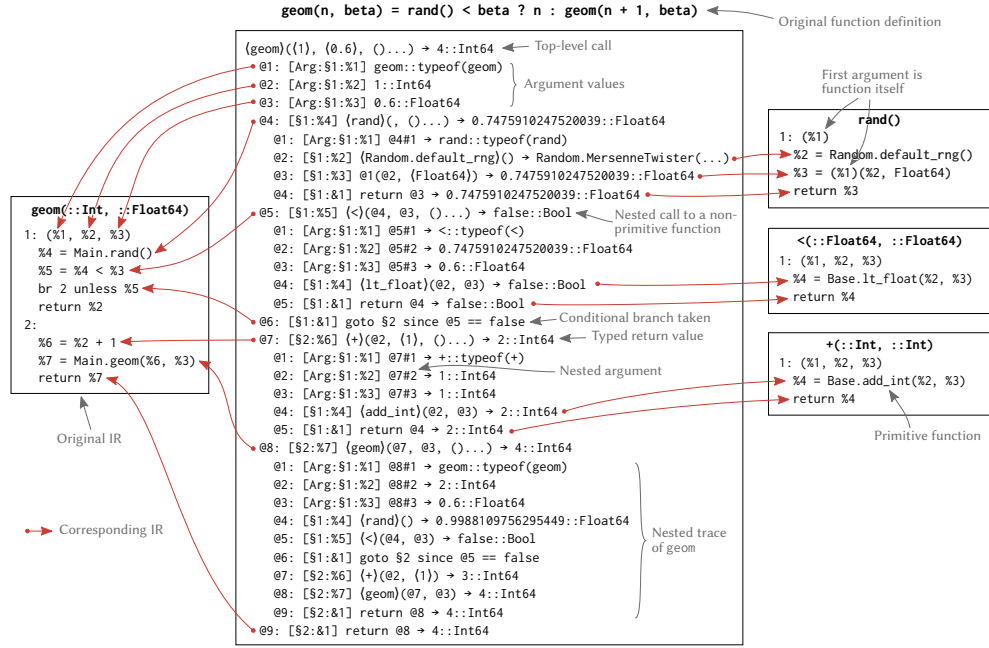 geom(n, beta) = rand() < beta ? n : geom(n + 1, beta)
Original function definition
⟨geom⟩(⟨1⟩, ⟨0.6⟩, ()...) → 4::Int64
Top-level call
@1: [Arg:§1:%1] geom::typeof(geom)
@2: [Arg:§1:%2] 1::Int64
@3: [Arg:§1:%3] 0.6::Float64
Argument values
@4: [§1:%4] ⟨rand⟩(, ()...) → 0.7475910247520039::Float64
@1: [Arg:§1:%1] @4#1 → rand::typeof(rand)
@2: [§1:%2] ⟨Random.default_rng⟩() → Random.MersenneTwister(...)
@3: [§1:%3] @1(@2, ⟨Float64⟩) → 0.7475910247520039::Float64
@4: [§1:&1] return @3 → 0.7475910247520039::Float64
@5: [§1:%5] ⟨<⟩(@4, @3, ()...) → false::Bool
Nested call to a non-
primitive function
@1: [Arg:§1:%1] @5#1 → <::typeof(<)
@2: [Arg:§1:%2] @5#2 → 0.7475910247520039::Float64
@3: [Arg:§1:%3] @5#3 → 0.6::Float64
@4: [§1:%4] ⟨lt_float⟩(@2, @3) → false::Bool
@5: [§1:&1] return @4 → false::Bool
@6: [§1:&1] goto §2 since @5 == false
Conditional branch taken
@7: [§2:%6] ⟨+⟩(@2, ⟨1⟩, ()...) → 2::Int64
Typed return value
@1: [Arg:§1:%1] @7#1 → +::typeof(+)
@2: [Arg:§1:%2] @7#2 → 1::Int64
Nested argument
@3: [Arg:§1:%3] @7#3 → 1::Int64
@4: [§1:%4] ⟨add_int⟩(@2, @3) → 2::Int64
@5: [§1:&1] return @4 → 2::Int64
@8: [§2:%7] ⟨geom⟩(@7, @3, ()...) → 4::Int64
@1: [Arg:§1:%1] @8#1 → geom::typeof(geom)
@2: [Arg:§1:%2] @8#2 → 2::Int64
@3: [Arg:§1:%3] @8#3 → 0.6::Float64
@4: [§1:%4] ⟨rand⟩() → 0.9988109756295449::Float64
@5: [§1:%5] ⟨<⟩(@4, @3) → false::Bool
@6: [§1:&1] goto §2 since @5 == false
@7: [§2:%6] ⟨+⟩(@2, ⟨1⟩) → 3::Int64
@8: [§2:%7] ⟨geom⟩(@7, @3) → 4::Int64
@9: [§2:&1] return @8 → 4::Int64
Nested trace
of geom
@9: [§2:&1] return @8 → 4::Int64
geom(::Int, ::Float64)
1: (%1, %2, %3)
%4 = Main.rand()
%5 = %4 < %3
br 2 unless %5
return %2
2:
%6 = %2 + 1
%7 = Main.geom(%6, %3)
return %7
Original IR
Corresponding IR
First argument is
function itself
rand()
1: (%1)
%2 = Random.default_rng()
%3 = (%1)(%2, Float64)
return %3
<(::Float64, ::Float64)
1: (%1, %2, %3)
%4 = Base.lt_float(%2, %3)
return %4
+(::Int, ::Int)
1: (%1, %2, %3)
%4 = Base.add_int(%2, %3)
return %4
Primitive function